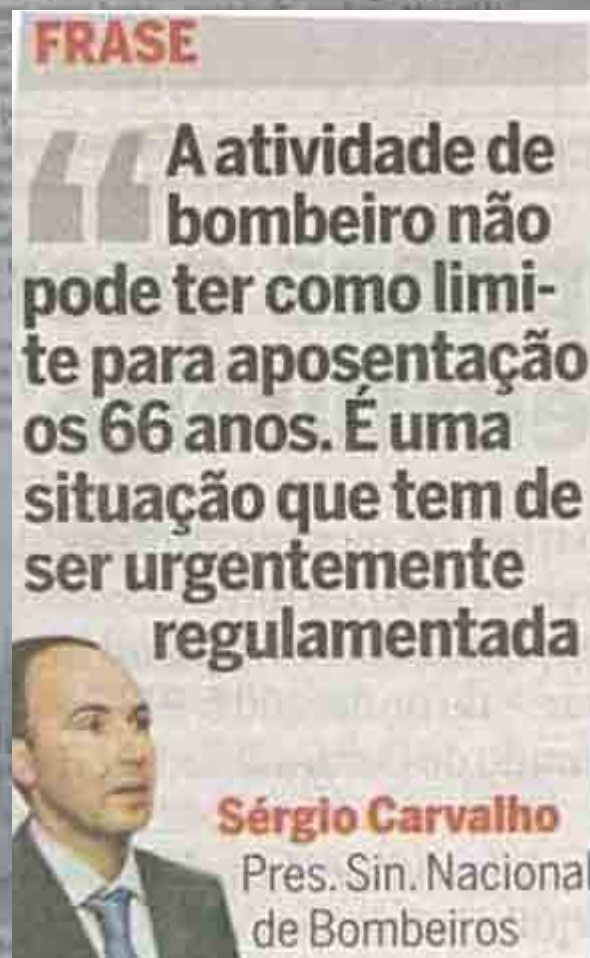 FRASE
“A atividade de
bombeiro não
pode ter como limi-
te para aposentação
os 66 anos. É uma
situação que tem de
ser urgentemente
regulamentada
Sérgio Carvalho
Pres. Sin. Nacional
de Bombeiros